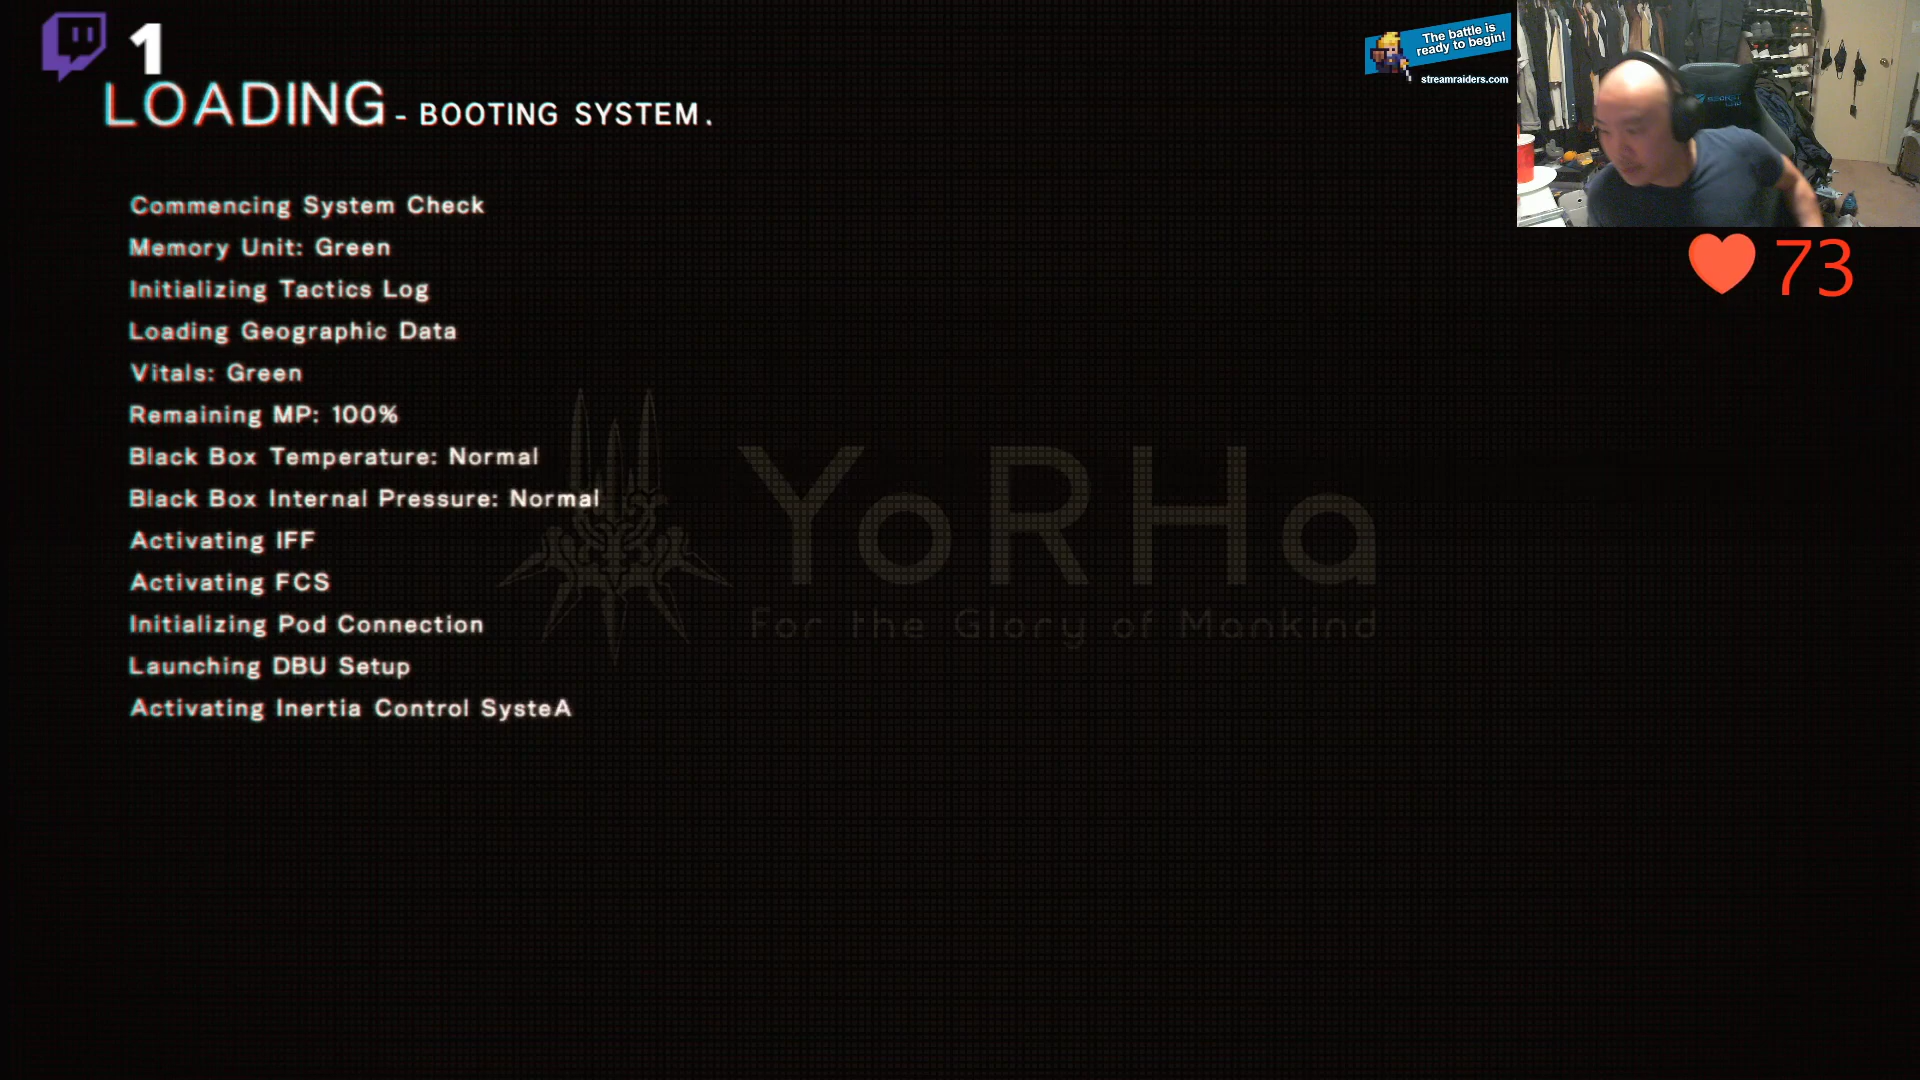 1
LOADING - BOOTING SYSTEM.
The battle is
ready to begin!
streamraiders.com
73
Commencing System Check
Memory Unit: Green
Initializing Tactics Log
Loading Geographic Data
Vitals: Green
Remaining MP: 100%
Black Box Temperature: Normal
Black Box Internal Pressure: Normal
Activating IFF
Activating FCS
Initializing Pod Connection
Launching DBU Setup
Activating Inertia Control SysteA
YoRHa
For the Glory of Mankind